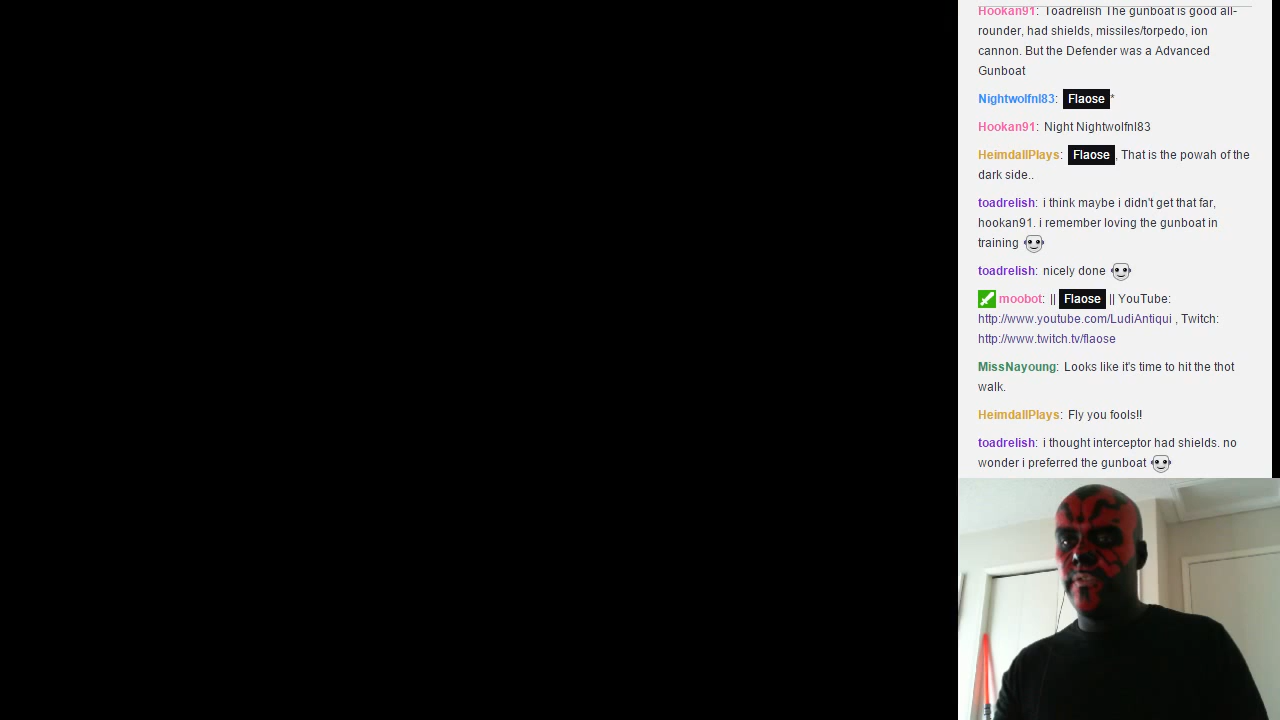 Hookan91: Toadrelish The gunboat is good all-
rounder, had shields, missiles/torpedo, ion
cannon. But the Defender was a Advanced
Gunboat
Nightwolfnl83: Flaose*
Hookan91: Night Nightwolfnl83
HeimdallPlays: Flaose, That is the powah of the
dark side..
toadrelish: i think maybe i didn't get that far,
hookan91. i remember loving the gunboat in
training
toadrelish: nicely done
moobot: || Flaose || YouTube:
http://www.youtube.com/LudiAntiqui , Twitch:
http://www.twitch.tv/flaose
MissNayoung: Looks like it's time to hit the thot
walk.
HeimdallPlays: Fly you fools!!
toadrelish: i thought interceptor had shields. no
wonder i preferred the gunboat